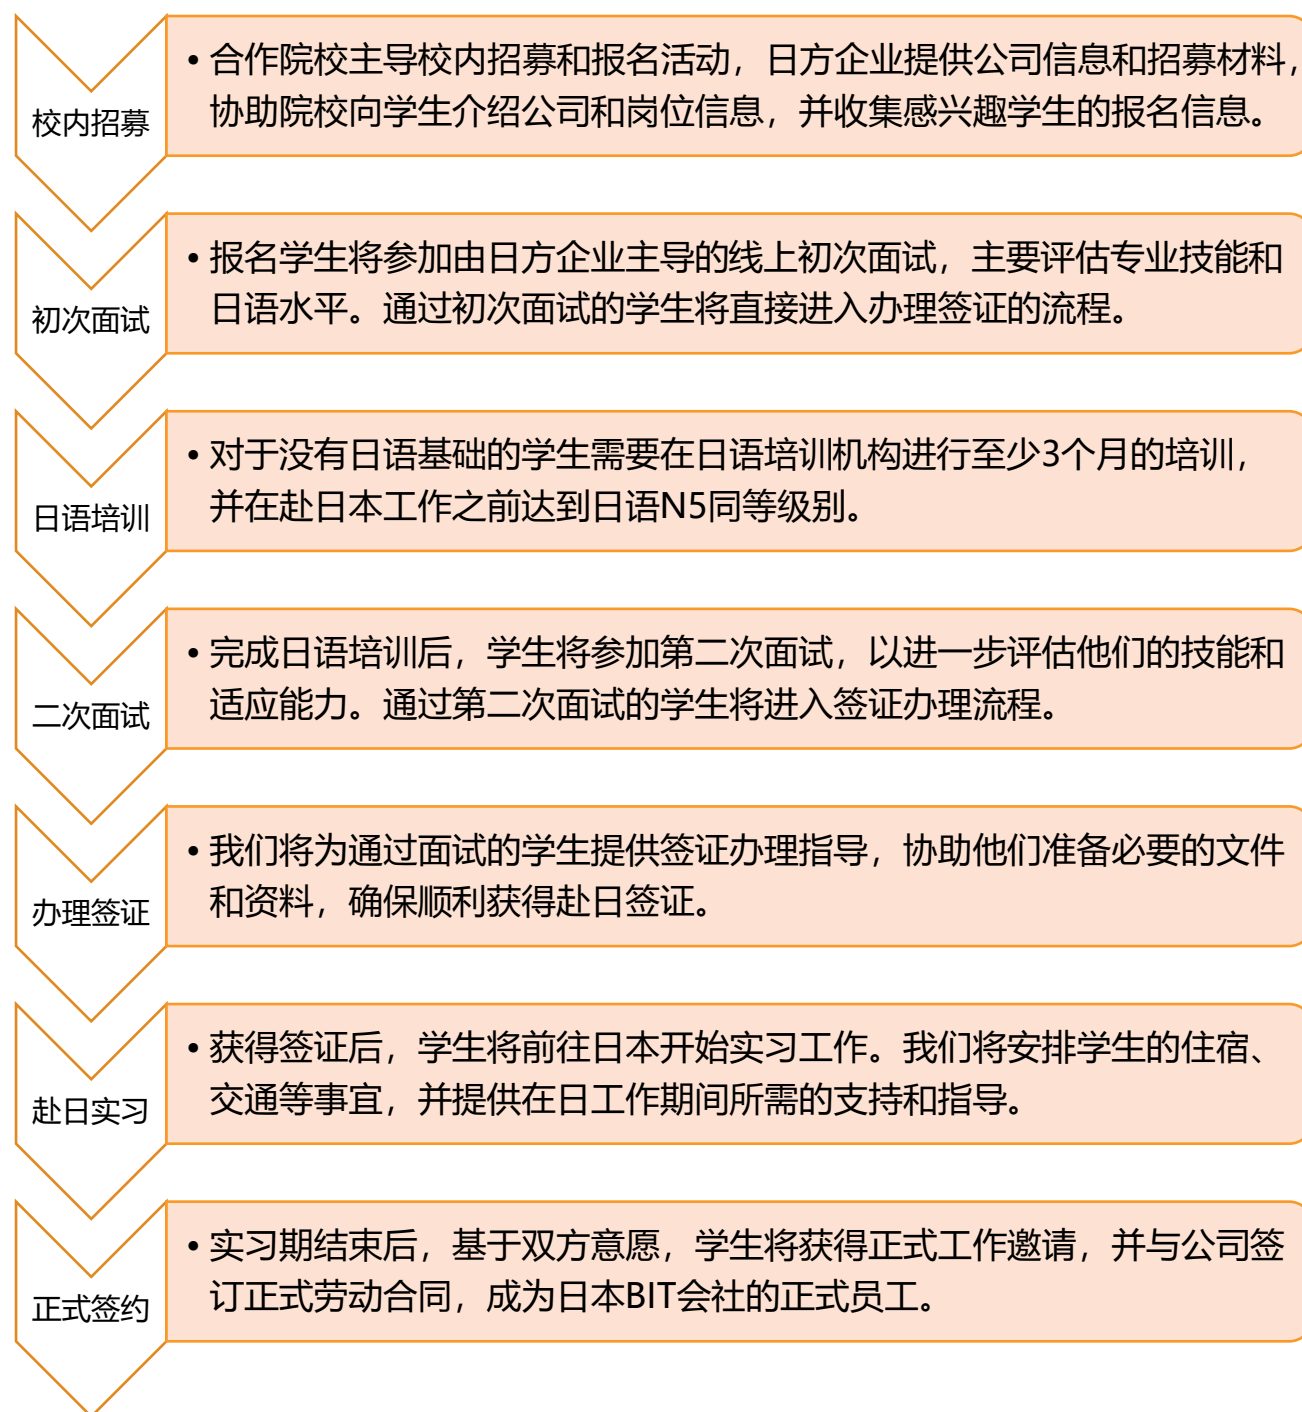 校内招募
• 合作院校主导校内招募和报名活动，日方企业提供公司信息和招募材料，
协助院校向学生介绍公司和岗位信息，并收集感兴趣学生的报名信息。
初次面试
• 报名学生将参加由日方企业主导的线上初次面试，主要评估专业技能和
日语水平。通过初次面试的学生将直接进入办理签证的流程。
日语培训
• 对于没有日语基础的学生需要在日语培训机构进行至少3个月的培训，
并在赴日本工作之前达到日语N5同等级别。
二次面试
• 完成日语培训后，学生将参加第二次面试，以进一步评估他们的技能和
适应能力。通过第二次面试的学生将进入签证办理流程。
办理签证
• 我们将为通过面试的学生提供签证办理指导，协助他们准备必要的文件
和资料，确保顺利获得赴日签证。
赴日实习
• 获得签证后，学生将前往日本开始实习工作。我们将安排学生的住宿、
交通等事宜，并提供在日工作期间所需的支持和指导。
正式签约
• 实习期结束后，基于双方意愿，学生将获得正式工作邀请，并与公司签
订正式劳动合同，成为日本BIT会社的正式员工。